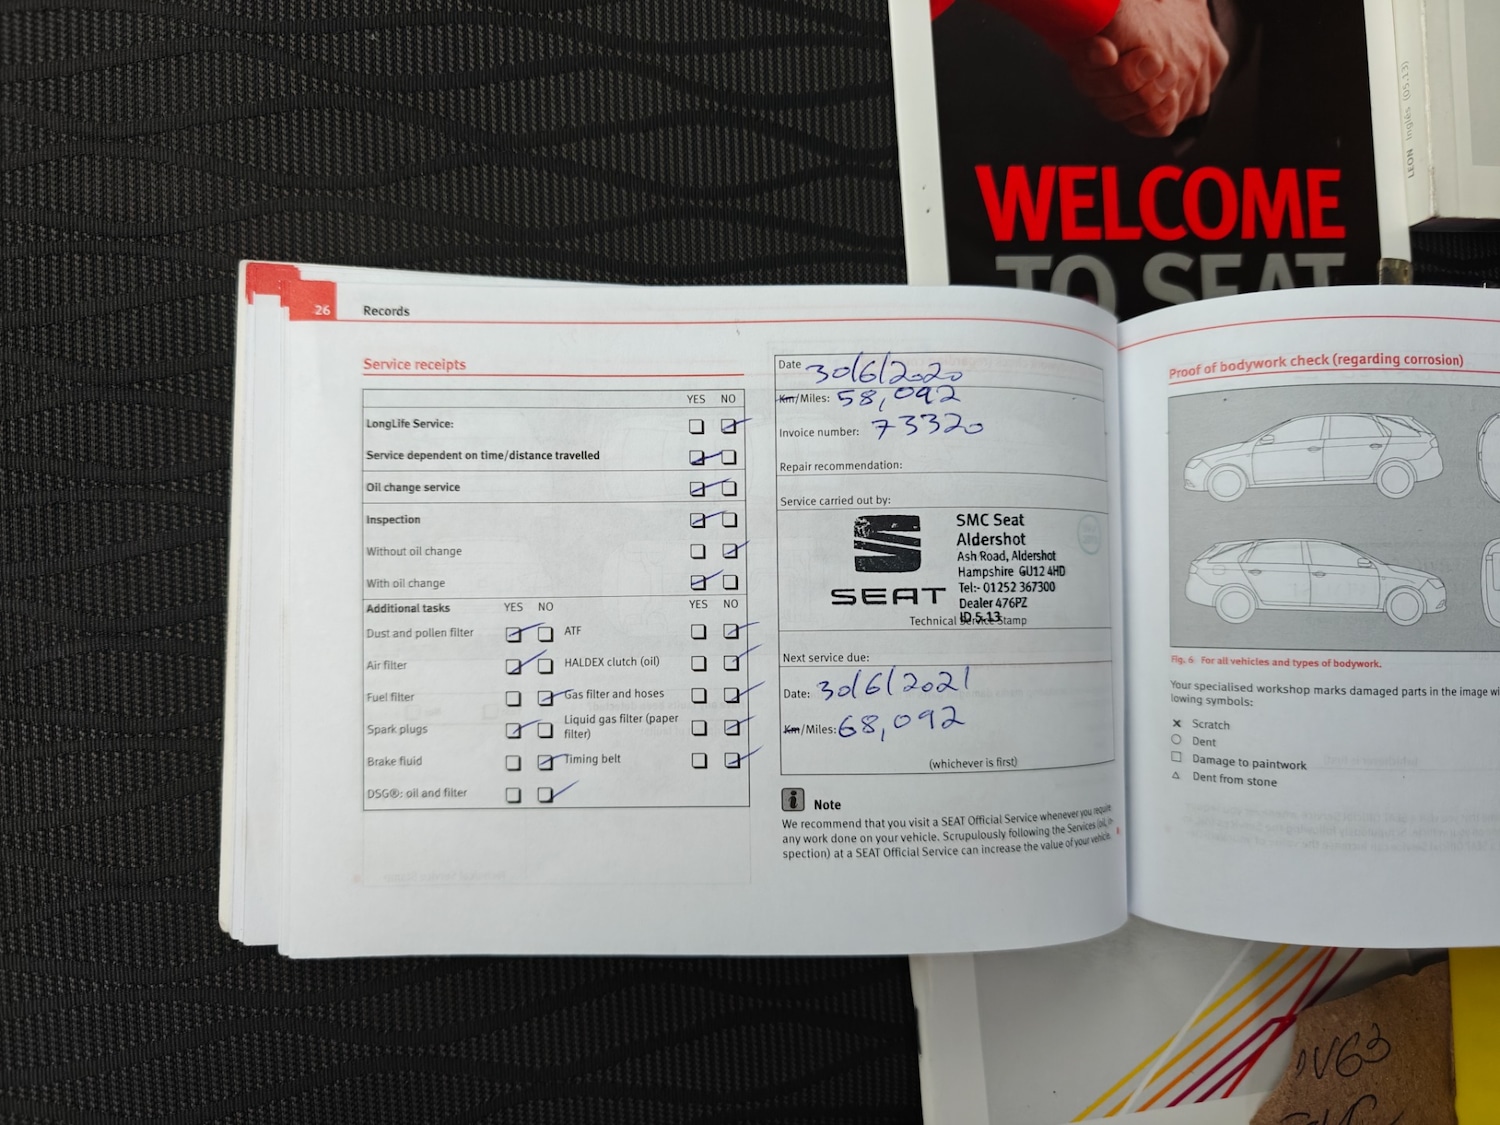 WELCOME
TO SEAT
LEON Inglés (05.13)
26 Records
Service receipts
YES NO
LongLife Service:
Service dependent on time/distance travelled
Oil change service
Inspection
Without oil change
With oil change
Additional tasks YES NO YES NO
Dust and pollen filter ATF
Air filter HALDEX clutch (oil)
Fuel filter Gas filter and hoses
Spark plugs Liquid gas filter (paper
filter)
Brake fluid Timing belt
DSG®: oil and filter
Date 30/6/2020
Km/Miles: 58,092
Invoice number: 73320
Repair recommendation:
Service carried out by:
SEAT
SMC Seat
Aldershot
Ash Road, Aldershot
Hampshire GU12 4HD
Tel:- 01252 367300
Dealer 476PZ
ID.5.13
Technical Service Stamp
Next service due:
Date: 30/6/2021
Km/Miles: 68,092
(whichever is first)
i Note
We recommend that you visit a SEAT Official Service whenever you require
any work done on your vehicle. Scrupulously following the Services (oil, in-
spection) at a SEAT Official Service can increase the value of your vehicle.
Proof of bodywork check (regarding corrosion)
Fig. 6 For all vehicles and types of bodywork.
Your specialised workshop marks damaged parts in the image wi
lowing symbols:
Scratch
Dent
Damage to paintwork
Dent from stone